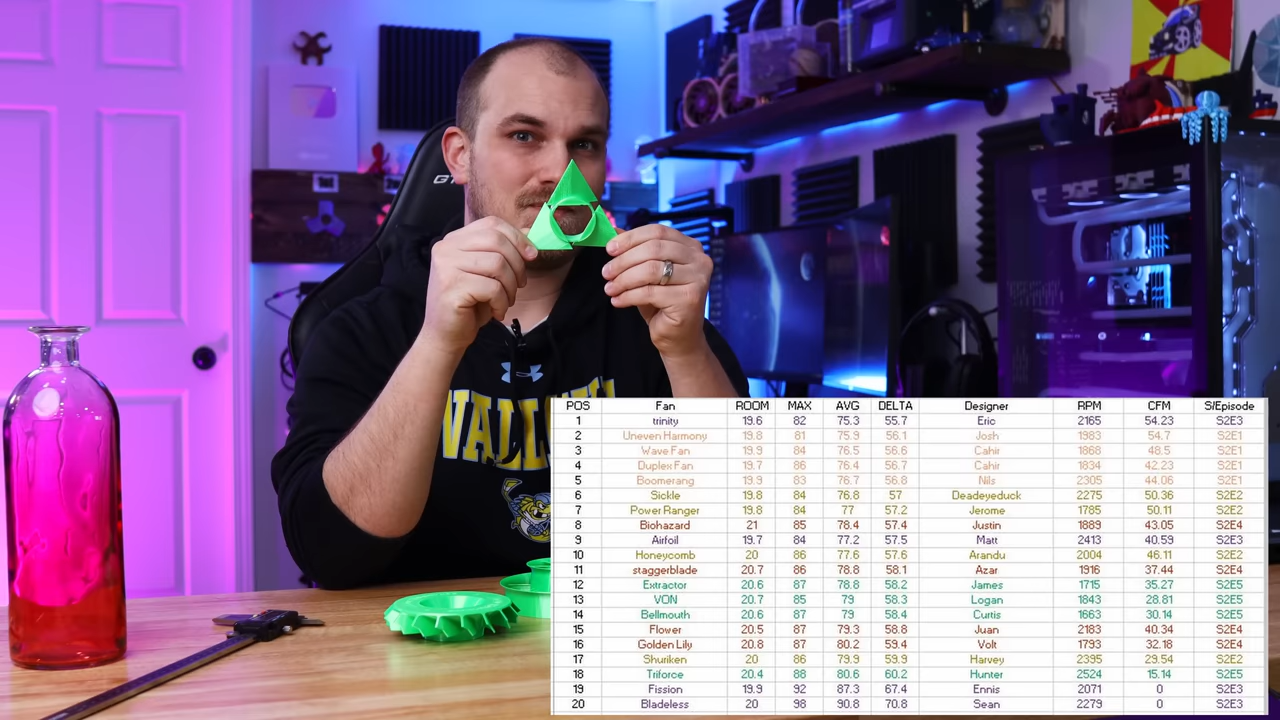 GT
WALL
POS Fan ROOM MAX AVG DELTA Designer RPM CFM S/Episode
1 trinity 19.6 82 75.3 55.7 Eric 2165 54.23 S2E3
2 Uneven Harmony 19.8 81 75.9 56.1 Josh 1983 54.7 S2E1
3 Wave Fan 19.9 84 76.5 56.6 Cahir 1868 48.5 S2E1
4 Duplex Fan 19.7 86 76.4 56.7 Cahir 1834 42.23 S2E1
5 Boomerang 19.9 83 76.7 56.8 Nils 2305 44.06 S2E1
6 Sickle 19.8 84 76.8 57 Deadeyeduck 2275 50.36 S2E2
7 Power Ranger 19.8 84 77 57.2 Jerome 1785 50.11 S2E2
8 Biohazard 21 85 78.4 57.4 Justin 1889 43.05 S2E4
9 Airfoil 19.7 84 77.2 57.5 Matt 2413 40.59 S2E3
10 Honeycomb 20 86 77.6 57.6 Arandu 2004 46.11 S2E2
11 staggerblade 20.7 86 78.8 58.1 Azar 1916 37.44 S2E4
12 Extractor 20.6 87 78.8 58.2 James 1715 35.27 S2E5
13 VON 20.7 85 79 58.3 Logan 1843 28.81 S2E5
14 Bellmouth 20.6 87 79 58.4 Curtis 1663 30.14 S2E5
15 Flower 20.5 87 79.3 58.8 Juan 2183 40.34 S2E4
16 Golden Lily 20.8 87 80.2 59.4 Volt 1793 32.18 S2E4
17 Shuriken 20 86 79.9 59.9 Harvey 2395 29.54 S2E2
18 Triforce 20.4 88 80.6 60.2 Hunter 2524 15.14 S2E5
19 Fission 19.9 92 87.3 67.4 Ennis 2071 0 S2E3
20 Bladeless 20 98 90.8 70.8 Sean 2279 0 S2E3